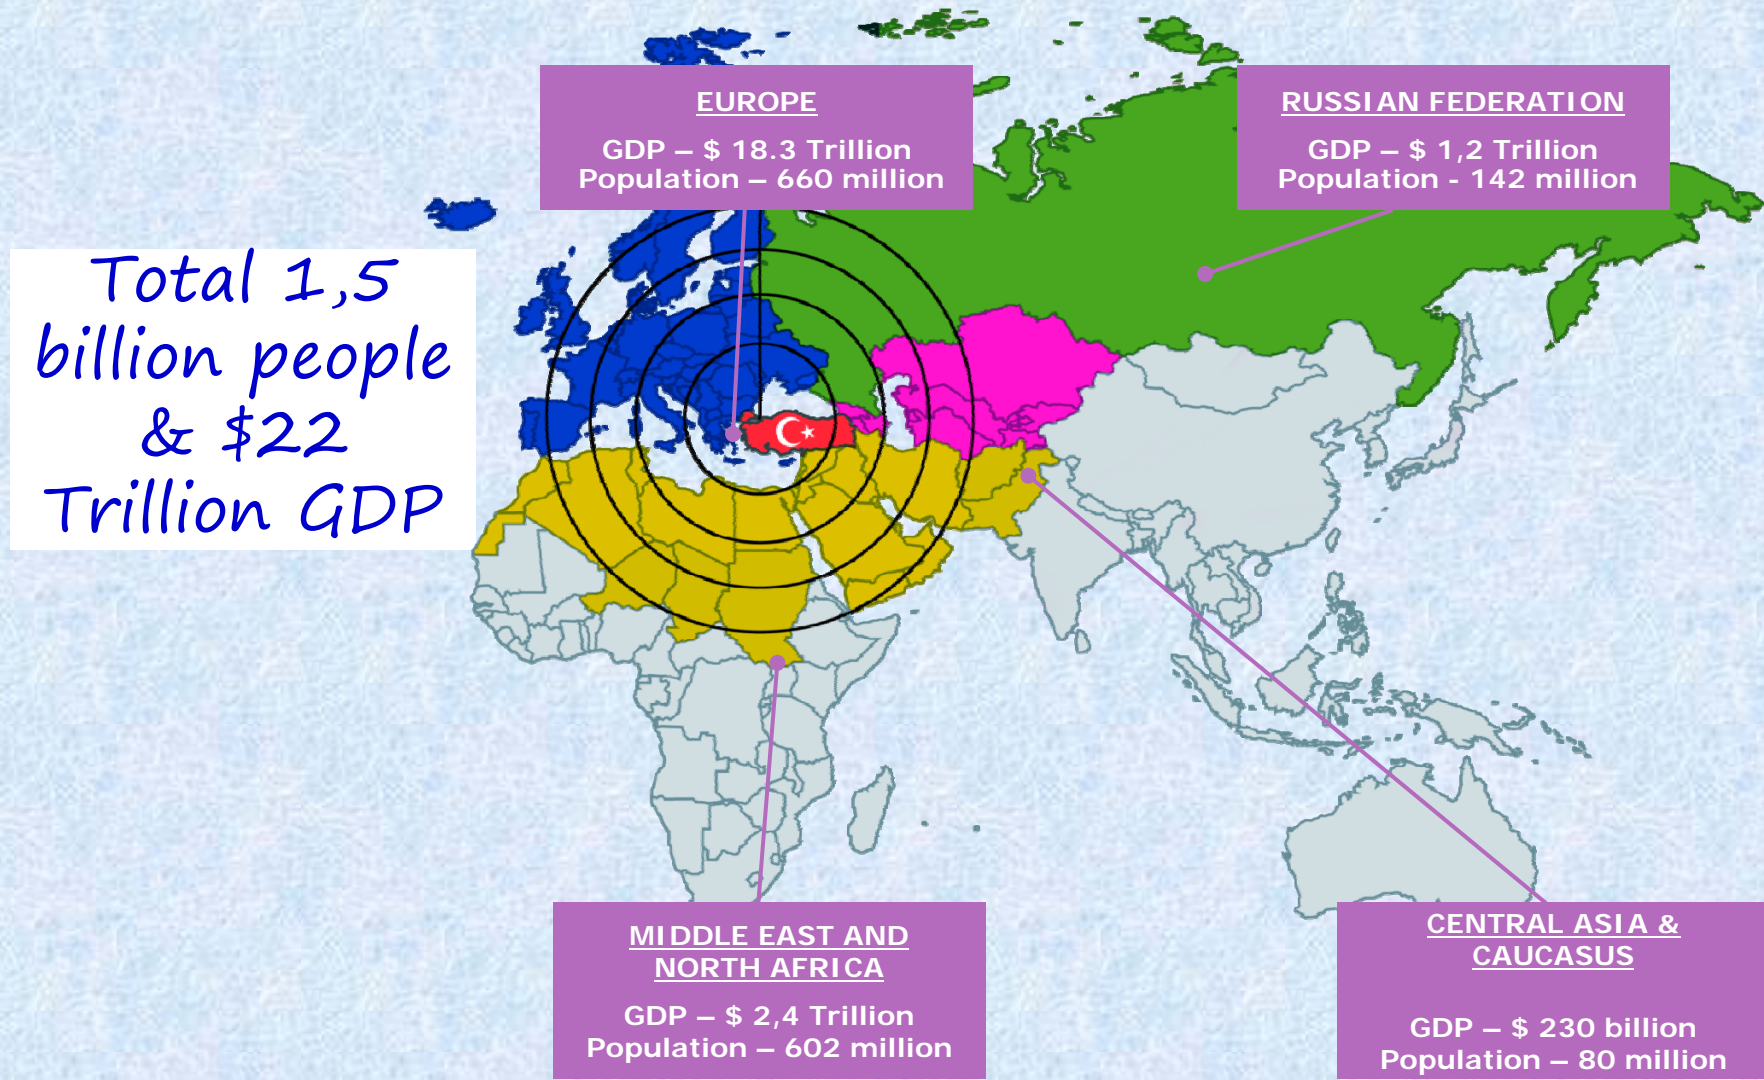 EUROPE
GDP – $ 18.3 Trillion
Population – 660 million
RUSSIAN FEDERATION
GDP – $ 1,2 Trillion
Population - 142 million
Total 1,5
billion people
& $22
Trillion GDP
MIDDLE EAST AND
NORTH AFRICA
GDP – $ 2,4 Trillion
Population – 602 million
CENTRAL ASIA &
CAUCASUS
GDP – $ 230 billion
Population – 80 million